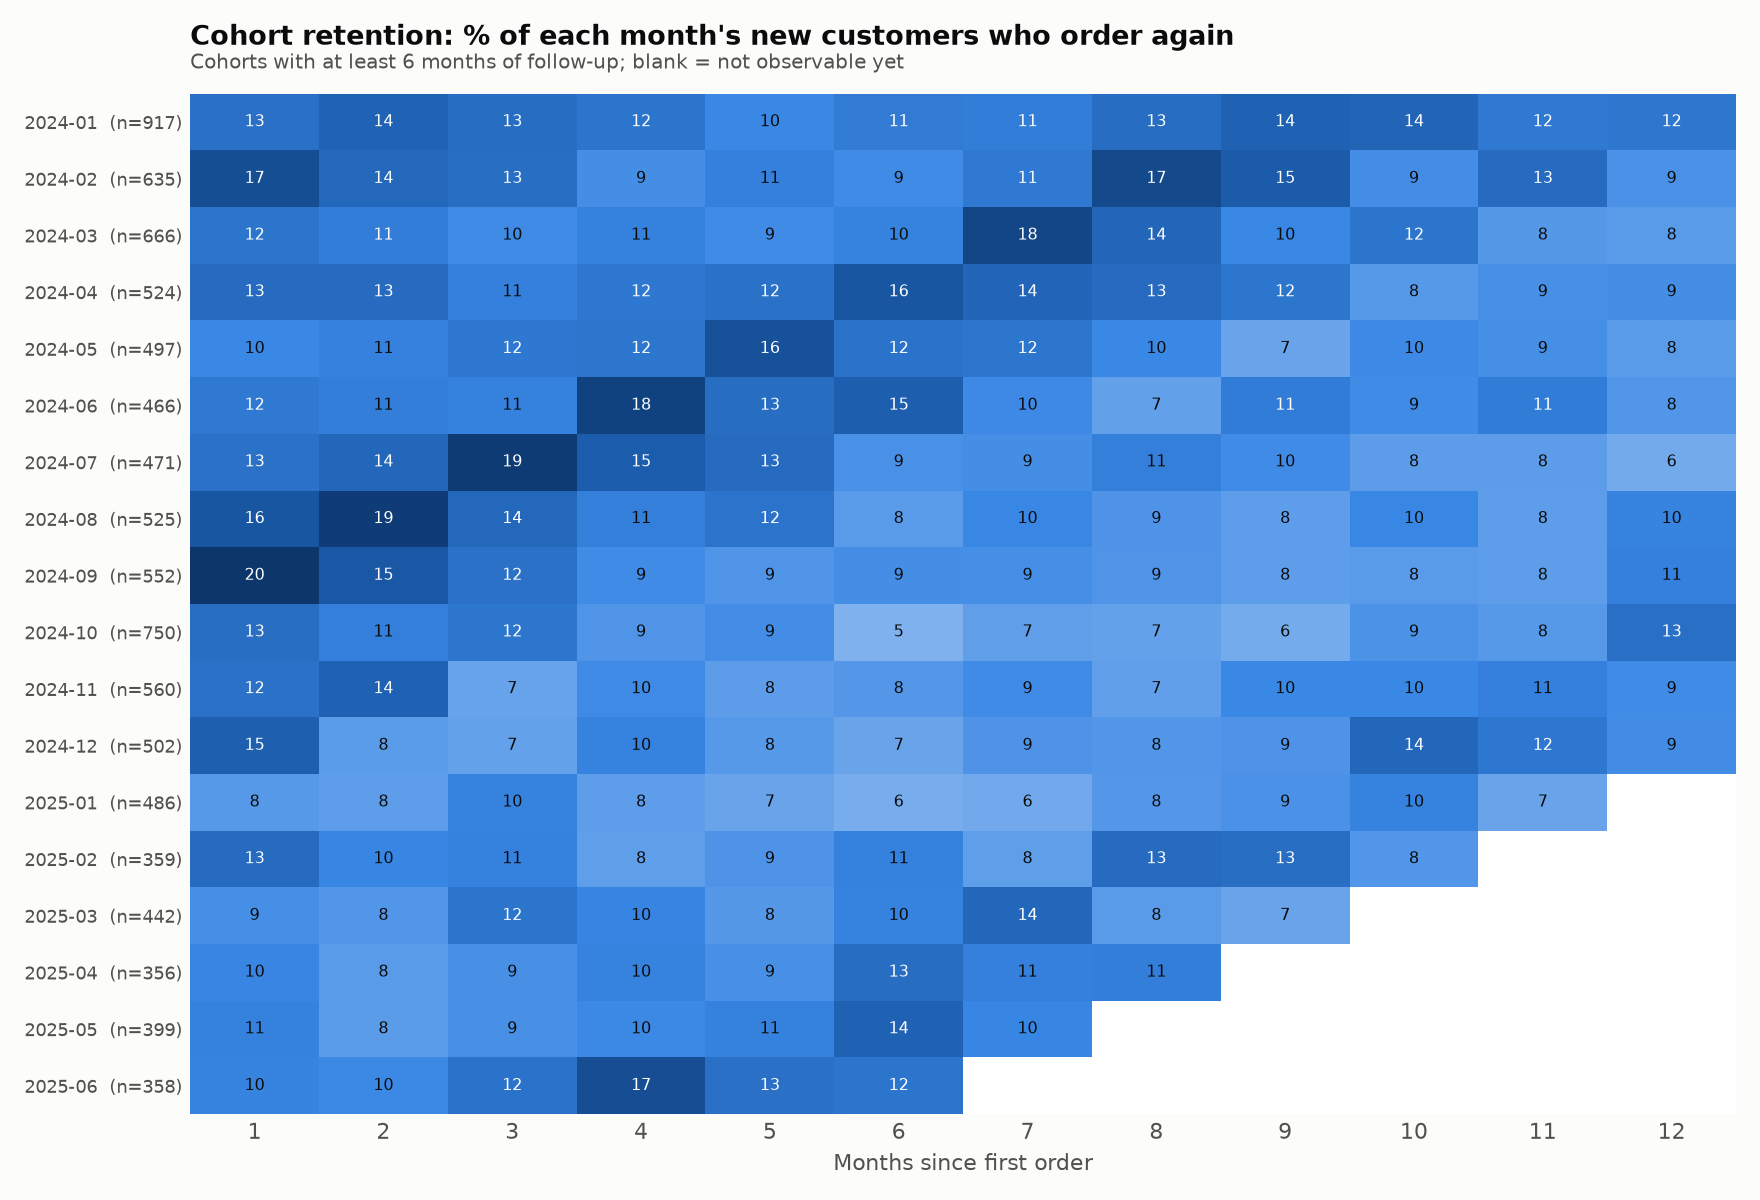 Cohort retention: % of each month's new customers who order again
Cohorts with at least 6 months of follow-up; blank = not observable yet
2024-01 (n=917) 13 14 13 12 10 11 11 13 14 14 12 12
2024-02 (n=635) 17 14 13 9 11 9 11 17 15 9 13 9
2024-03 (n=666) 12 11 10 11 9 10 18 14 10 12 8 8
2024-04 (n=524) 13 13 11 12 12 16 14 13 12 8 9 9
2024-05 (n=497) 10 11 12 12 16 12 12 10 7 10 9 8
2024-06 (n=466) 12 11 11 18 13 15 10 7 11 9 11 8
2024-07 (n=471) 13 14 19 15 13 9 9 11 10 8 8 6
2024-08 (n=525) 16 19 14 11 12 8 10 9 8 10 8 10
2024-09 (n=552) 20 15 12 9 9 9 9 9 8 8 8 11
2024-10 (n=750) 13 11 12 9 9 5 7 7 6 9 8 13
2024-11 (n=560) 12 14 7 10 8 8 9 7 10 10 11 9
2024-12 (n=502) 15 8 7 10 8 7 9 8 9 14 12 9
2025-01 (n=486) 8 8 10 8 7 6 6 8 9 10 7
2025-02 (n=359) 13 10 11 8 9 11 8 13 13 8
2025-03 (n=442) 9 8 12 10 8 10 14 8 7
2025-04 (n=356) 10 8 9 10 9 13 11 11
2025-05 (n=399) 11 8 9 10 11 14 10
2025-06 (n=358) 10 10 12 17 13 12
1 2 3 4 5 6 7 8 9 10 11 12
Months since first order